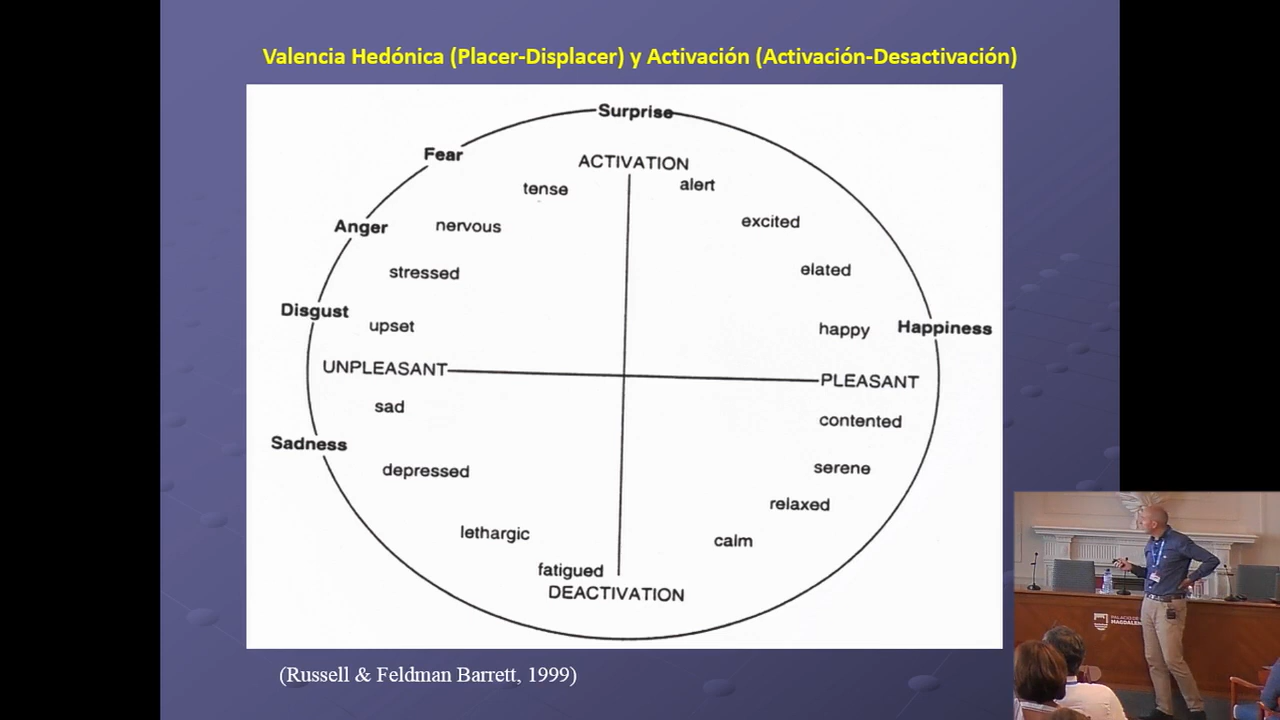 Valencia Hedónica (Placer-Displacer) y Activación (Activación-Desactivación)
Surprise
Fear
ACTIVATION
tense
alert
Anger
nervous
excited
stressed
elated
Disgust
upset
happy
Happiness
UNPLEASANT
PLEASANT
sad
contented
Sadness
depressed
serene
relaxed
lethargic
calm
fatigued
DEACTIVATION
(Russell & Feldman Barrett, 1999)